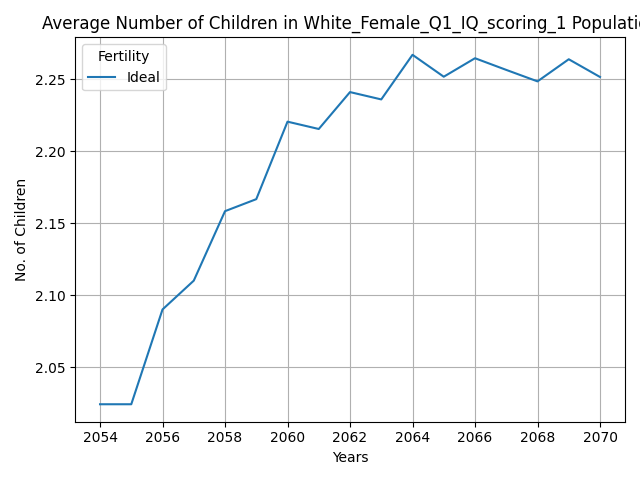 Average Number of Children in White_Female_Q1_IQ_scoring_1 Populatio
Fertility
Ideal
2.25
2.20
2.15
2.10
2.05
No. of Children
2054 2056 2058 2060 2062 2064 2066 2068 2070
Years